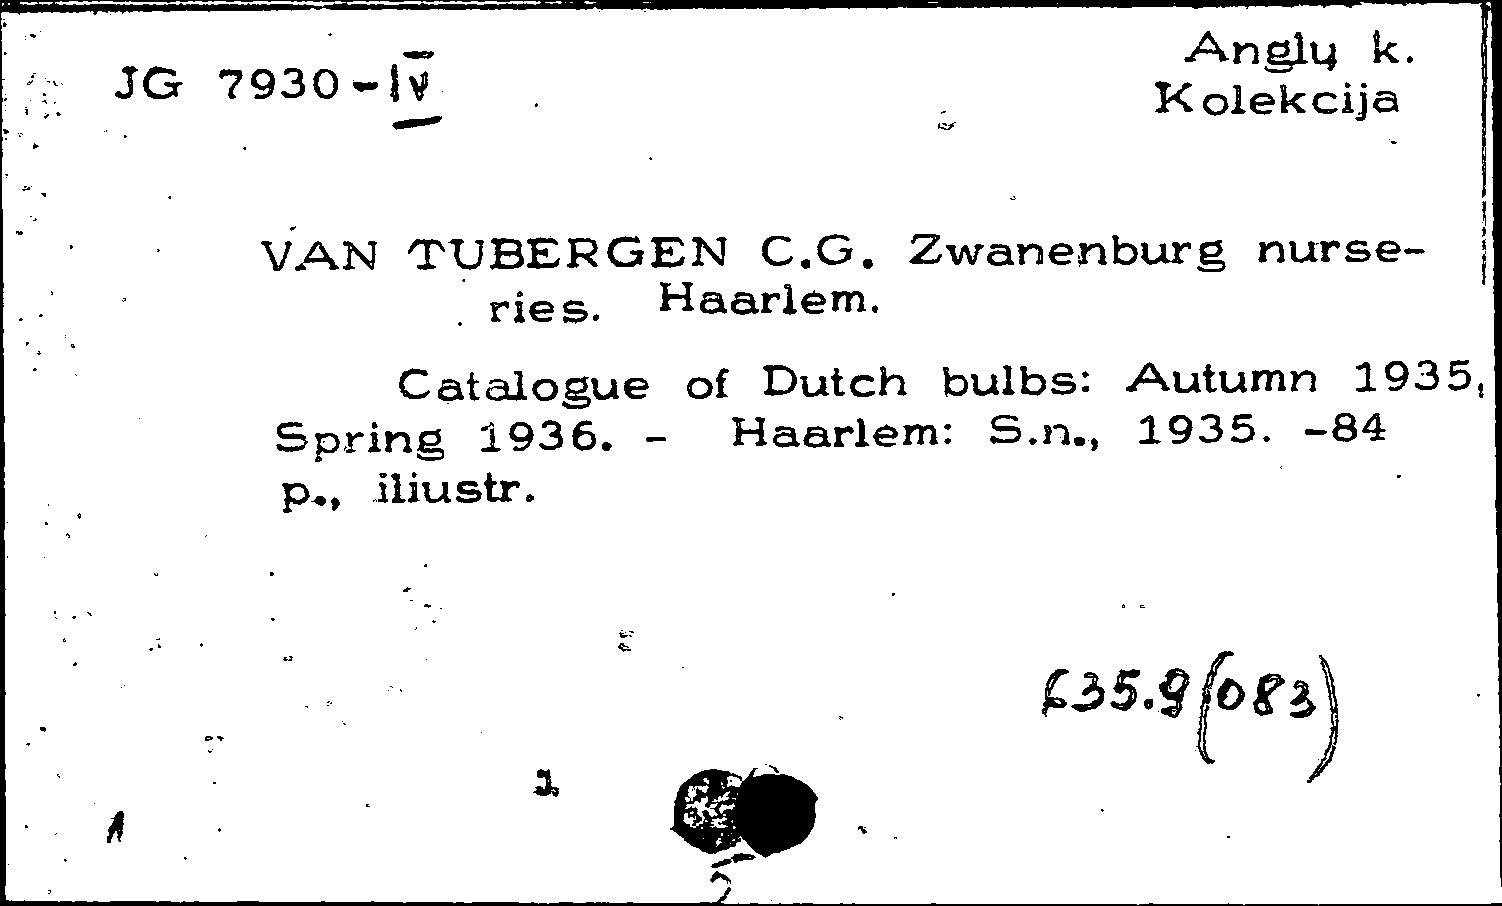 JG 7930-IV
Anglų k.
Kolekcija
VAN TUBERGEN C.G. Zwanenburg nurse-
ries. Haarlem.
Catalogue of Dutch bulbs: Autumn 1935,
Spring 1936. - Haarlem: S.n., 1935. -84
p., iliustr.
635.9(083)